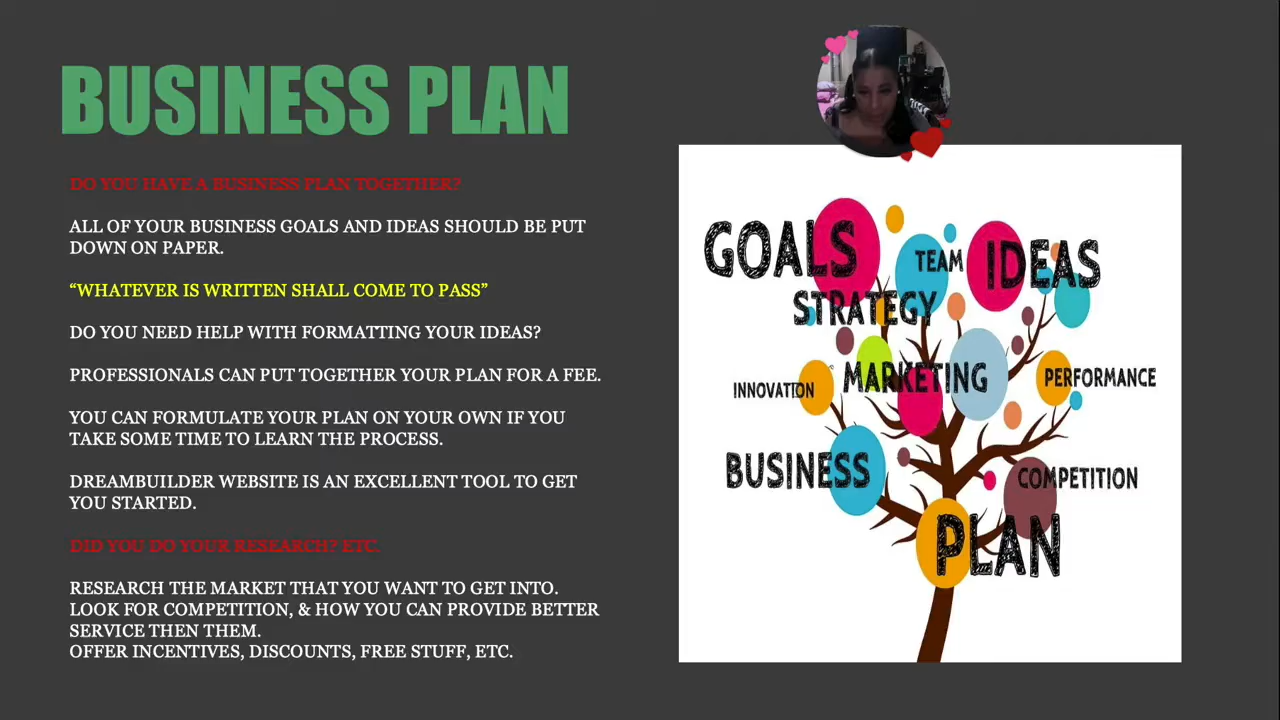 BUSINESS PLAN
DO YOU HAVE A BUSINESS PLAN TOGETHER?
ALL OF YOUR BUSINESS GOALS AND IDEAS SHOULD BE PUT
DOWN ON PAPER.
“WHATEVER IS WRITTEN SHALL COME TO PASS”
DO YOU NEED HELP WITH FORMATTING YOUR IDEAS?
PROFESSIONALS CAN PUT TOGETHER YOUR PLAN FOR A FEE.
YOU CAN FORMULATE YOUR PLAN ON YOUR OWN IF YOU
TAKE SOME TIME TO LEARN THE PROCESS.
DREAMBUILDER WEBSITE IS AN EXCELLENT TOOL TO GET
YOU STARTED.
DID YOU DO YOUR RESEARCH? ETC.
RESEARCH THE MARKET THAT YOU WANT TO GET INTO.
LOOK FOR COMPETITION, & HOW YOU CAN PROVIDE BETTER
SERVICE THEN THEM.
OFFER INCENTIVES, DISCOUNTS, FREE STUFF, ETC.
GOALS
TEAM
IDEAS
STRATEGY
INNOVATION
MARKETING
PERFORMANCE
BUSINESS
COMPETITION
PLAN